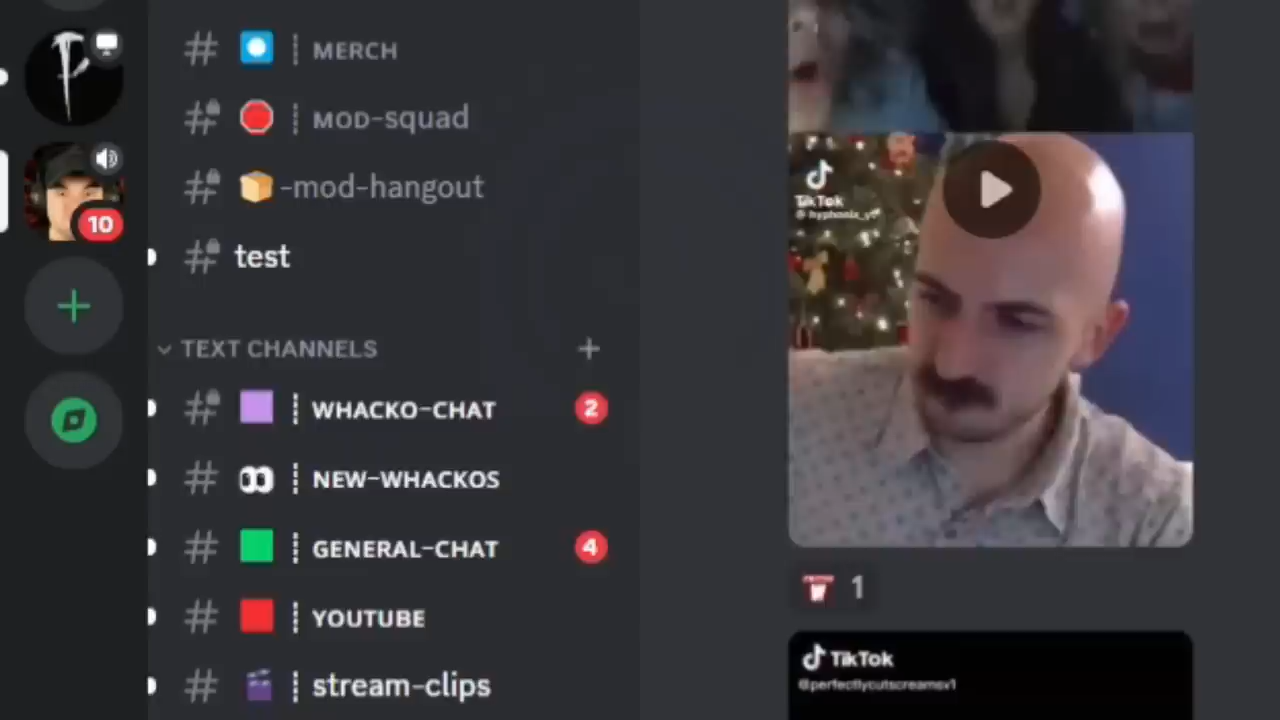 MERCH
MOD-squad
-mod-hangout
10
test
TEXT CHANNELS
WHACKO-CHAT
2
NEW-WHACKOS
GENERAL-CHAT
4
YOUTUBE
stream-clips
TikTok
1
TikTok
@perfectlycutscreamsv1